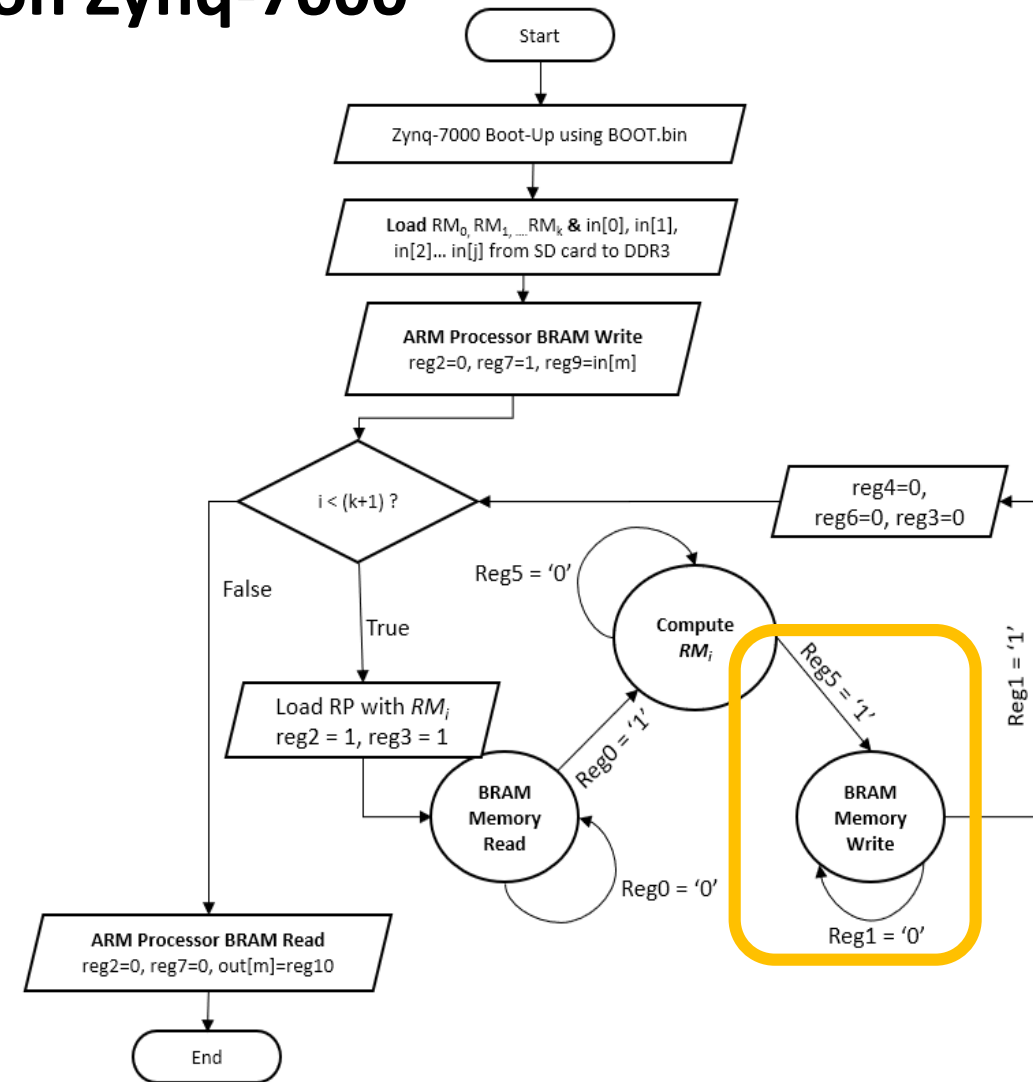 on Zynq-7000
Start
Zynq-7000 Boot-Up using BOOT.bin
Load RM0, RM1, ....RMk & in[0], in[1],
in[2]... in[j] from SD card to DDR3
ARM Processor BRAM Write
reg2=0, reg7=1, reg9=in[m]
i < (k+1) ?
reg4=0,
reg6=0, reg3=0
False
True
Reg5 = ‘0’
Compute
RMi
Reg5 = ‘1’
Reg1 = ‘1’
Load RP with RMi
reg2 = 1, reg3 = 1
Reg0 = ‘1’
BRAM
Memory
Read
BRAM
Memory
Write
Reg0 = ‘0’
Reg1 = ‘0’
ARM Processor BRAM Read
reg2=0, reg7=0, out[m]=reg10
End